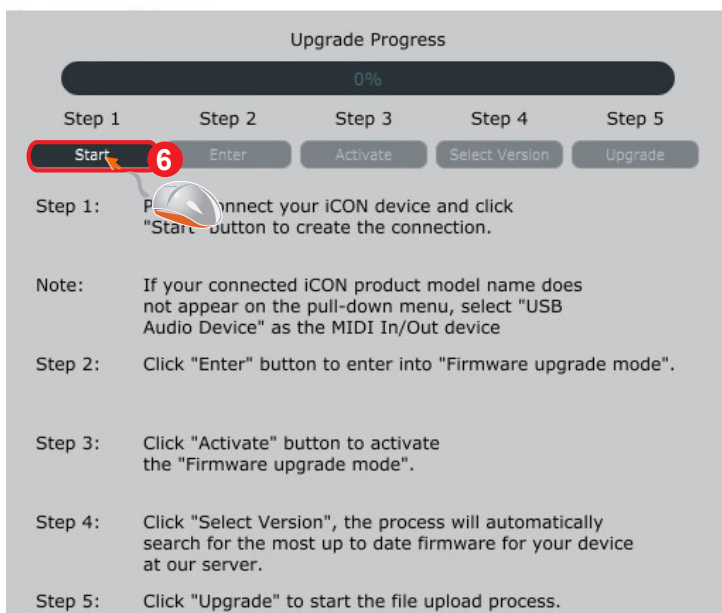 Upgrade Progress
0%
Step 1 Step 2 Step 3 Step 4 Step 5
Start 6 Enter Activate Select Version Upgrade
Step 1: connect your iCON device and click
"Start" button to create the connection.
Note: If your connected iCON product model name does
not appear on the pull-down menu, select "USB
Audio Device" as the MIDI In/Out device
Step 2: Click "Enter" button to enter into "Firmware upgrade mode".
Step 3: Click "Activate" button to activate
the "Firmware upgrade mode".
Step 4: Click "Select Version", the process will automatically
search for the most up to date firmware for your device
at our server.
Step 5: Click "Upgrade" to start the file upload process.